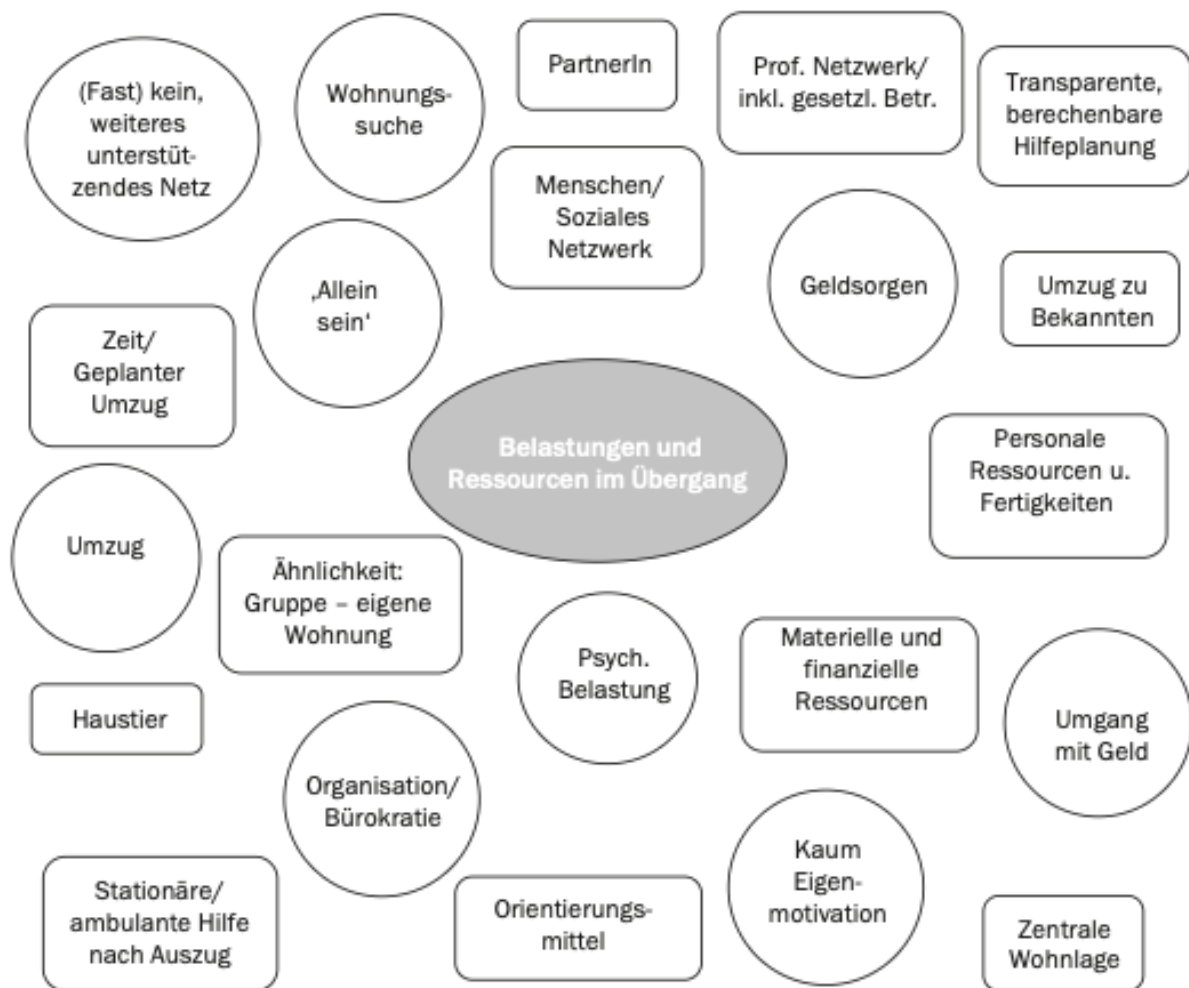 (Fast) kein,
weiteres
unterstüt-
zendes Netz
Wohnungs-
suche
PartnerIn
Prof. Netzwerk/
inkl. gesetzl. Betr.
Transparente,
berechenbare
Hilfeplanung
Menschen/
Soziales
Netzwerk
‚Allein
sein‘
Geldsorgen
Umzug zu
Bekannten
Zeit/
Geplanter
Umzug
Belastungen und
Ressourcen im Übergang
Personale
Ressourcen u.
Fertigkeiten
Umzug
Ähnlichkeit:
Gruppe – eigene
Wohnung
Psych.
Belastung
Materielle und
finanzielle
Ressourcen
Umgang
mit Geld
Haustier
Organisation/
Bürokratie
Kaum
Eigen-
motivation
Stationäre/
ambulante Hilfe
nach Auszug
Orientierungs-
mittel
Zentrale
Wohnlage